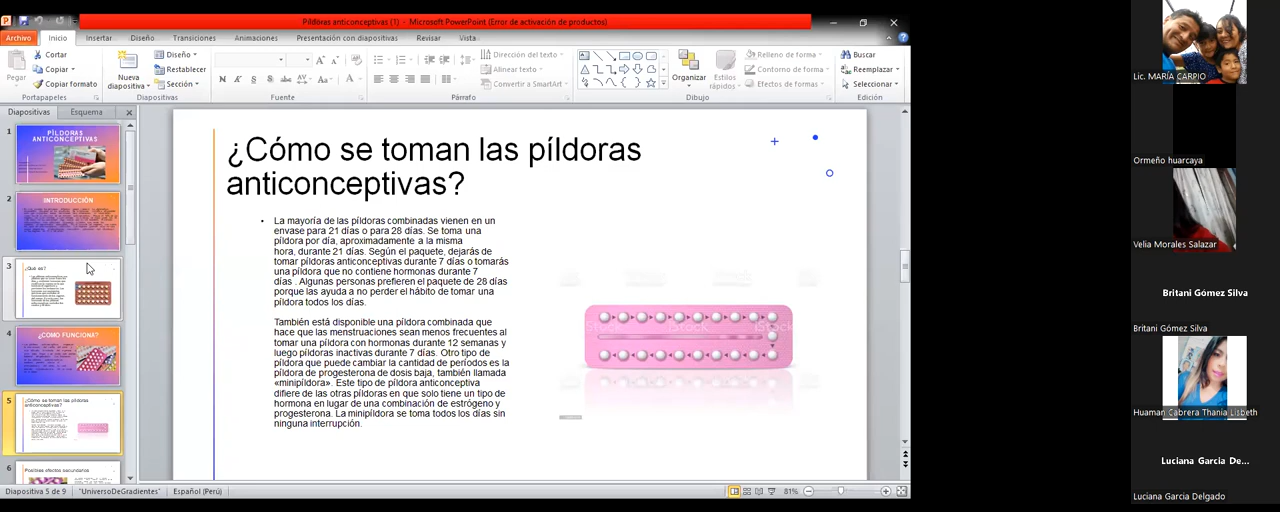 Píldoras anticonceptivas (1) - Microsoft PowerPoint (Error de activación de productos)
Archivo Inicio Insertar Diseño Transiciones Animaciones Presentación con diapositivas Revisar Vista
Pegar
Cortar
Copiar
Copiar formato
Portapapeles
Nueva diapositiva
Diseño
Restablecer
Sección
Diapositivas
N K S abc AV Aa A
Fuente
Dirección del texto
Alinear texto
Convertir a SmartArt
Párrafo
Organizar
Estilos rápidos
Relleno de forma
Contorno de forma
Efectos de formas
Dibujo
Buscar
Reemplazar
Seleccionar
Edición
Diapositivas Esquema
1
PÍLDORAS
ANTICONCEPTIVAS
2
INTRODUCCIÓN
3
¿Qué es?
4
¿COMO FUNCIONA?
5
¿Cómo se toman las píldoras
anticonceptivas?
6
Posibles efectos secundarios
¿Cómo se toman las píldoras
anticonceptivas?
• La mayoría de las píldoras combinadas vienen en un
envase para 21 días o para 28 días. Se toma una
píldora por día, aproximadamente a la misma
hora, durante 21 días. Según el paquete, dejarás de
tomar píldoras anticonceptivas durante 7 días o tomarás
una píldora que no contiene hormonas durante 7
días . Algunas personas prefieren el paquete de 28 días
porque las ayuda a no perder el hábito de tomar una
píldora todos los días.
También está disponible una píldora combinada que
hace que las menstruaciones sean menos frecuentes al
tomar una píldora con hormonas durante 12 semanas y
luego píldoras inactivas durante 7 días. Otro tipo de
píldora que puede cambiar la cantidad de períodos es la
píldora de progesterona de dosis baja, también llamada
«minipíldora». Este tipo de píldora anticonceptiva
difiere de las otras píldoras en que solo tiene un tipo de
hormona en lugar de una combinación de estrógeno y
progesterona. La minipíldora se toma todos los días sin
ninguna interrupción.
iStock iStock iStock
Diapositiva 5 de 9 "UniversoDeGradientes" Español (Perú) 81%
Lic. MARÍA CARPIO
Ormeño huarcaya
Velia Morales Salazar
Britani Gómez Silva
Britani Gómez Silva
Huaman Cabrera Thania Lisbeth
Luciana Garcia De...
Luciana Garcia Delgado